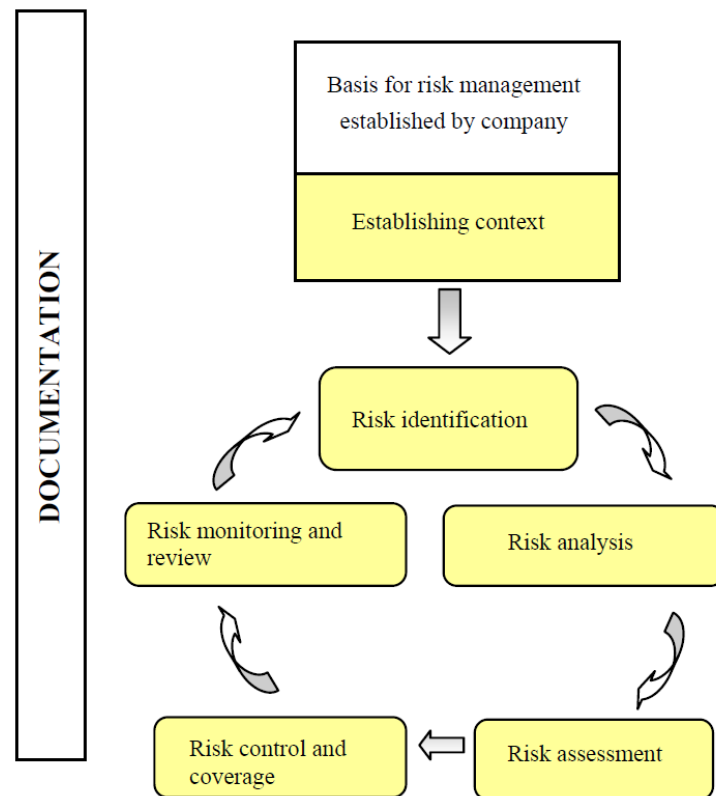 DOCUMENTATION
Basis for risk management
established by company
Establishing context
Risk identification
Risk monitoring and
review
Risk analysis
Risk control and
coverage
Risk assessment